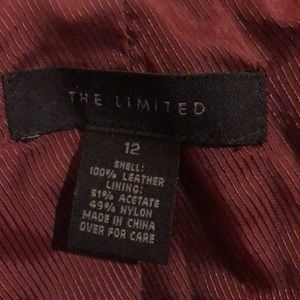 THE LIMITED
12
SHELL:
100% LEATHER
LINING:
51% ACETATE
49% NYLON
MADE IN CHINA
OVER FOR CARE